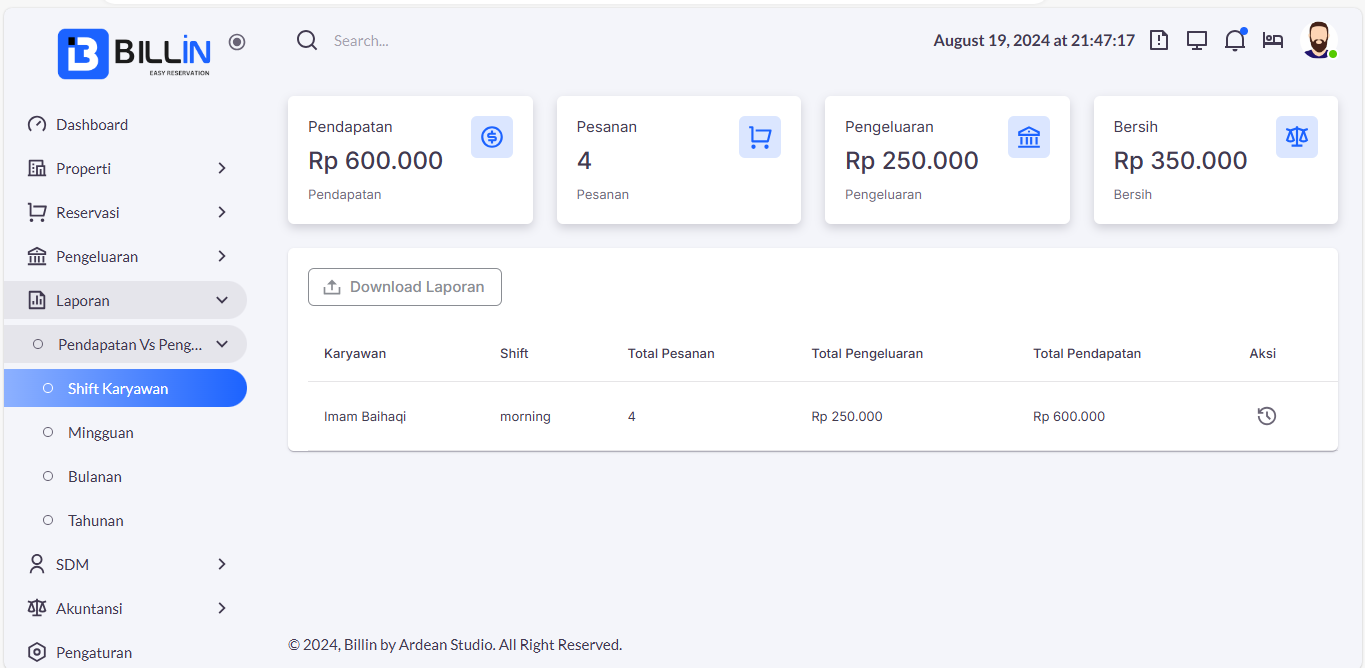 BILLiN
EASY RESERVATION
Search...
August 19, 2024 at 21:47:17
Dashboard
Properti
Reservasi
Pengeluaran
Laporan
Pendapatan Vs Peng...
Shift Karyawan
Mingguan
Bulanan
Tahunan
SDM
Akuntansi
Pengaturan
Pendapatan
Rp 600.000
Pendapatan
Pesanan
4
Pesanan
Pengeluaran
Rp 250.000
Pengeluaran
Bersih
Rp 350.000
Bersih
Download Laporan
Karyawan Shift Total Pesanan Total Pengeluaran Total Pendapatan Aksi
Imam Baihaqi morning 4 Rp 250.000 Rp 600.000
© 2024, Billin by Ardean Studio. All Right Reserved.